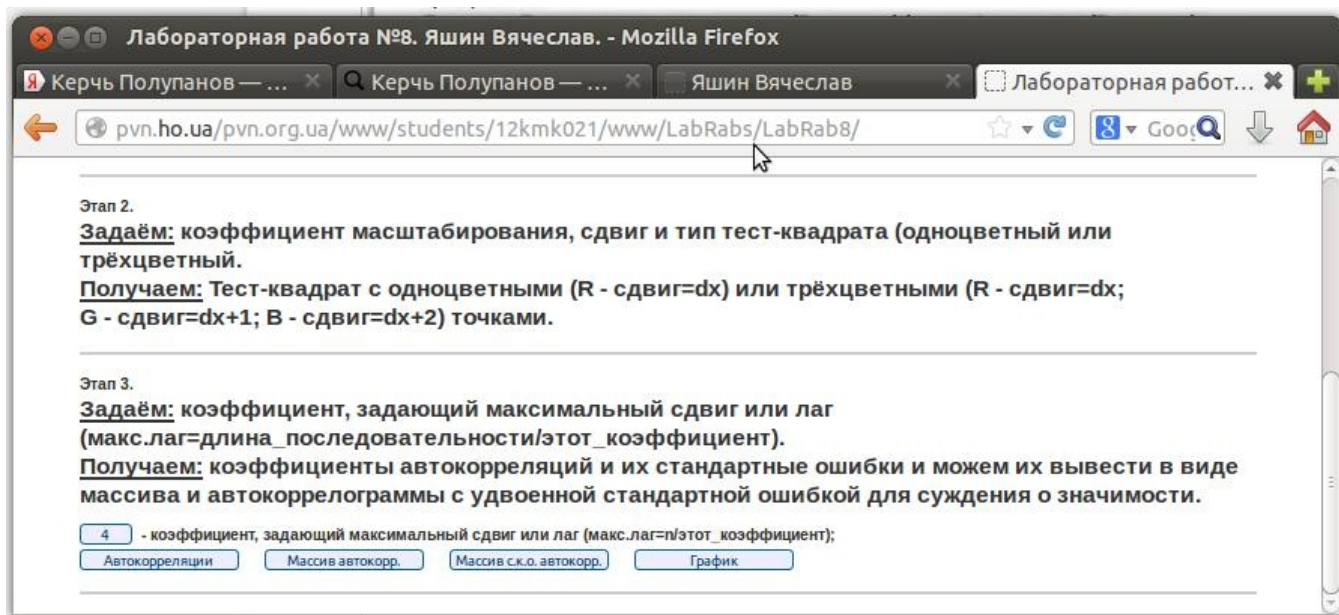 Лабораторная работа №8. Яшин Вячеслав. - Mozilla Firefox
Керчь Полупанов — ... Керчь Полупанов — ... Яшин Вячеслав Лабораторная работ...
pvn.ho.ua/pvn.org.ua/www/students/12kmk021/www/LabRabs/LabRab8/ Goo
Этап 2.
Задаём: коэффициент масштабирования, сдвиг и тип тест-квадрата (одноцветный или
трёхцветный.
Получаем: Тест-квадрат с одноцветными (R - сдвиг=dx) или трёхцветными (R - сдвиг=dx;
G - сдвиг=dx+1; B - сдвиг=dx+2) точками.
Этап 3.
Задаём: коэффициент, задающий максимальный сдвиг или лаг
(макс.лаг=длина_последовательности/этот_коэффициент).
Получаем: коэффициенты автокорреляций и их стандартные ошибки и можем их вывести в виде
массива и автокоррелограммы с удвоенной стандартной ошибкой для суждения о значимости.
4 - коэффициент, задающий максимальный сдвиг или лаг (макс.лаг=n/этот_коэффициент);
Автокорреляции Массив автокорр. Массив с.к.о. автокорр. График